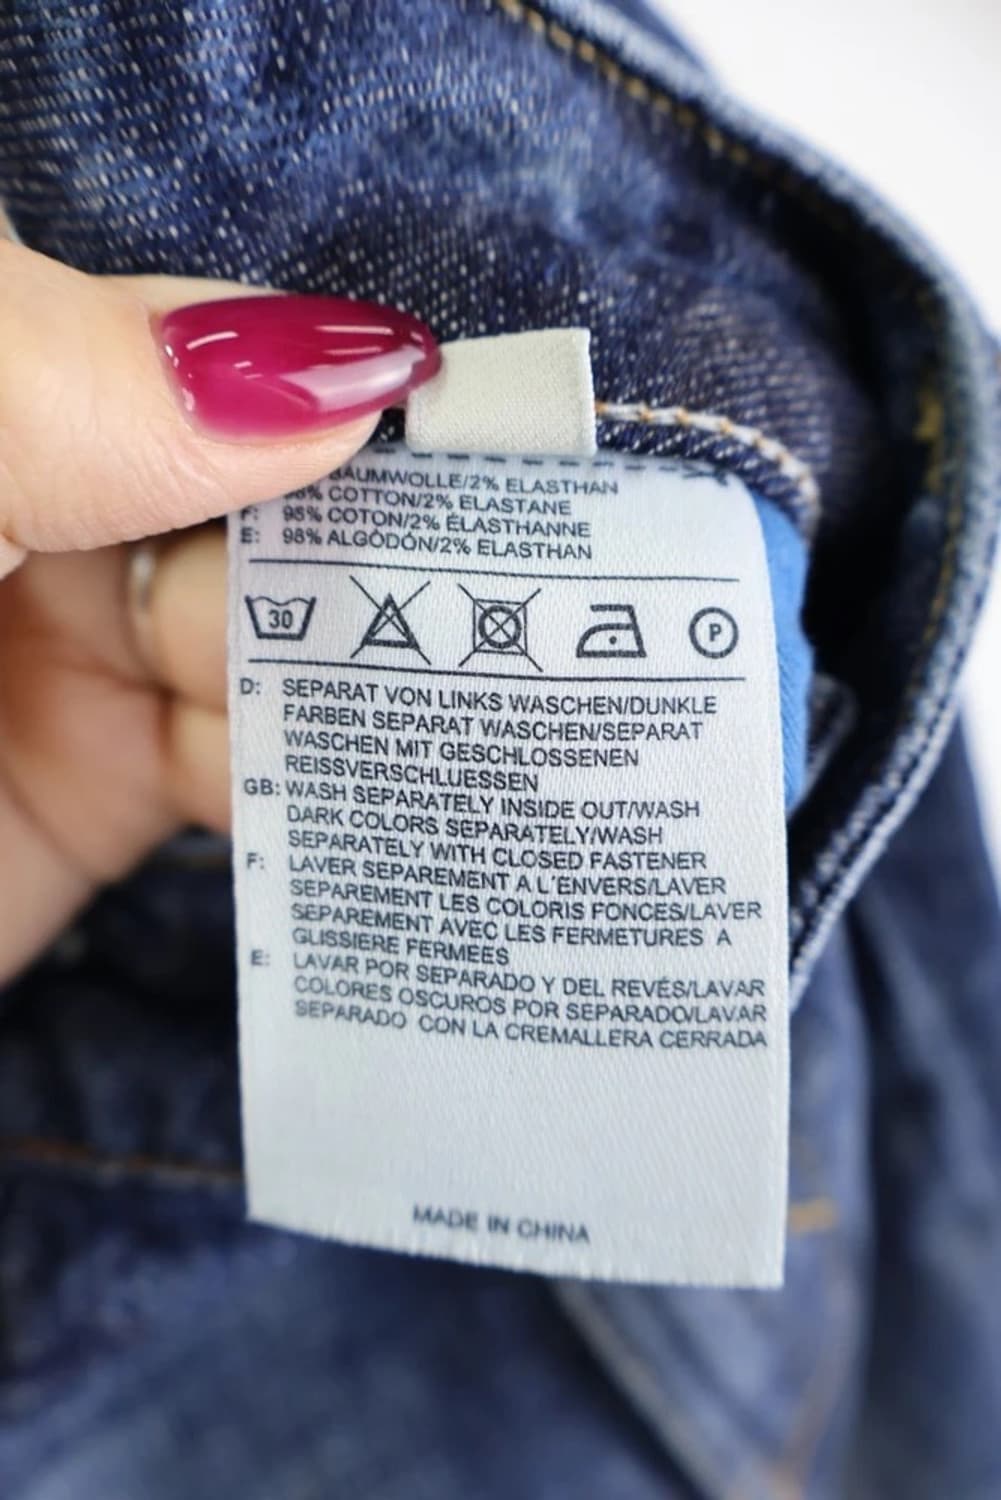 BAUMWOLLE/2% ELASTHAN
98% COTTON/2% ELASTANE
F: 98% COTON/2% ÉLASTHANNE
E: 98% ALGÒDÓN/2% ELASTHAN
30 P
D: SEPARAT VON LINKS WASCHEN/DUNKLE
FARBEN SEPARAT WASCHEN/SEPARAT
WASCHEN MIT GESCHLOSSENEN
REISSVERSCHLUESSEN
GB: WASH SEPARATELY INSIDE OUT/WASH
DARK COLORS SEPARATELY/WASH
SEPARATELY WITH CLOSED FASTENER
F: LAVER SEPAREMENT A L'ENVERS/LAVER
SEPAREMENT LES COLORIS FONCES/LAVER
SEPAREMENT AVEC LES FERMETURES A
GLISSIERE FERMEES
E: LAVAR POR SEPARADO Y DEL REVÉS/LAVAR
COLORES OSCUROS POR SEPARADO/LAVAR
SEPARADO CON LA CREMALLERA CERRADA
MADE IN CHINA